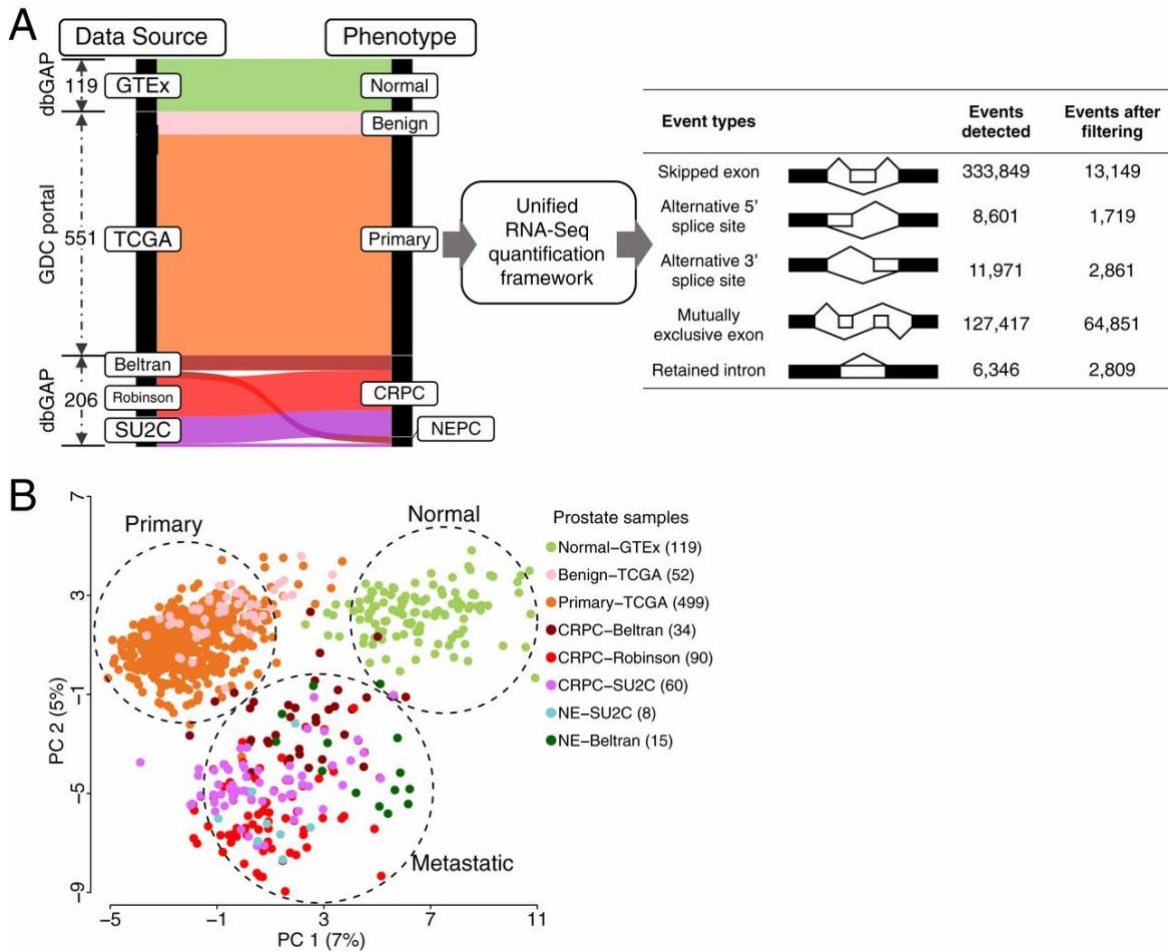 A
Data Source
Phenotype
dbGAP
119
GTEx
Normal
Benign
GDC portal
551
TCGA
Primary
dbGAP
206
Beltran
Robinson
SU2C
CRPC
NEPC
Unified
RNA-Seq
quantification
framework
Event types
Events
detected
Events after
filtering
Skipped exon 333,849 13,149
Alternative 5'
splice site
8,601 1,719
Alternative 3'
splice site
11,971 2,861
Mutually
exclusive exon
127,417 64,851
Retained intron 6,346 2,809
B
Primary
Normal
Metastatic
PC 2 (5%)
7
3
−1
−5
−9
−5 −1 3 7 11
PC 1 (7%)
Prostate samples
Normal−GTEx (119)
Benign−TCGA (52)
Primary−TCGA (499)
CRPC−Beltran (34)
CRPC−Robinson (90)
CRPC−SU2C (60)
NE−SU2C (8)
NE−Beltran (15)